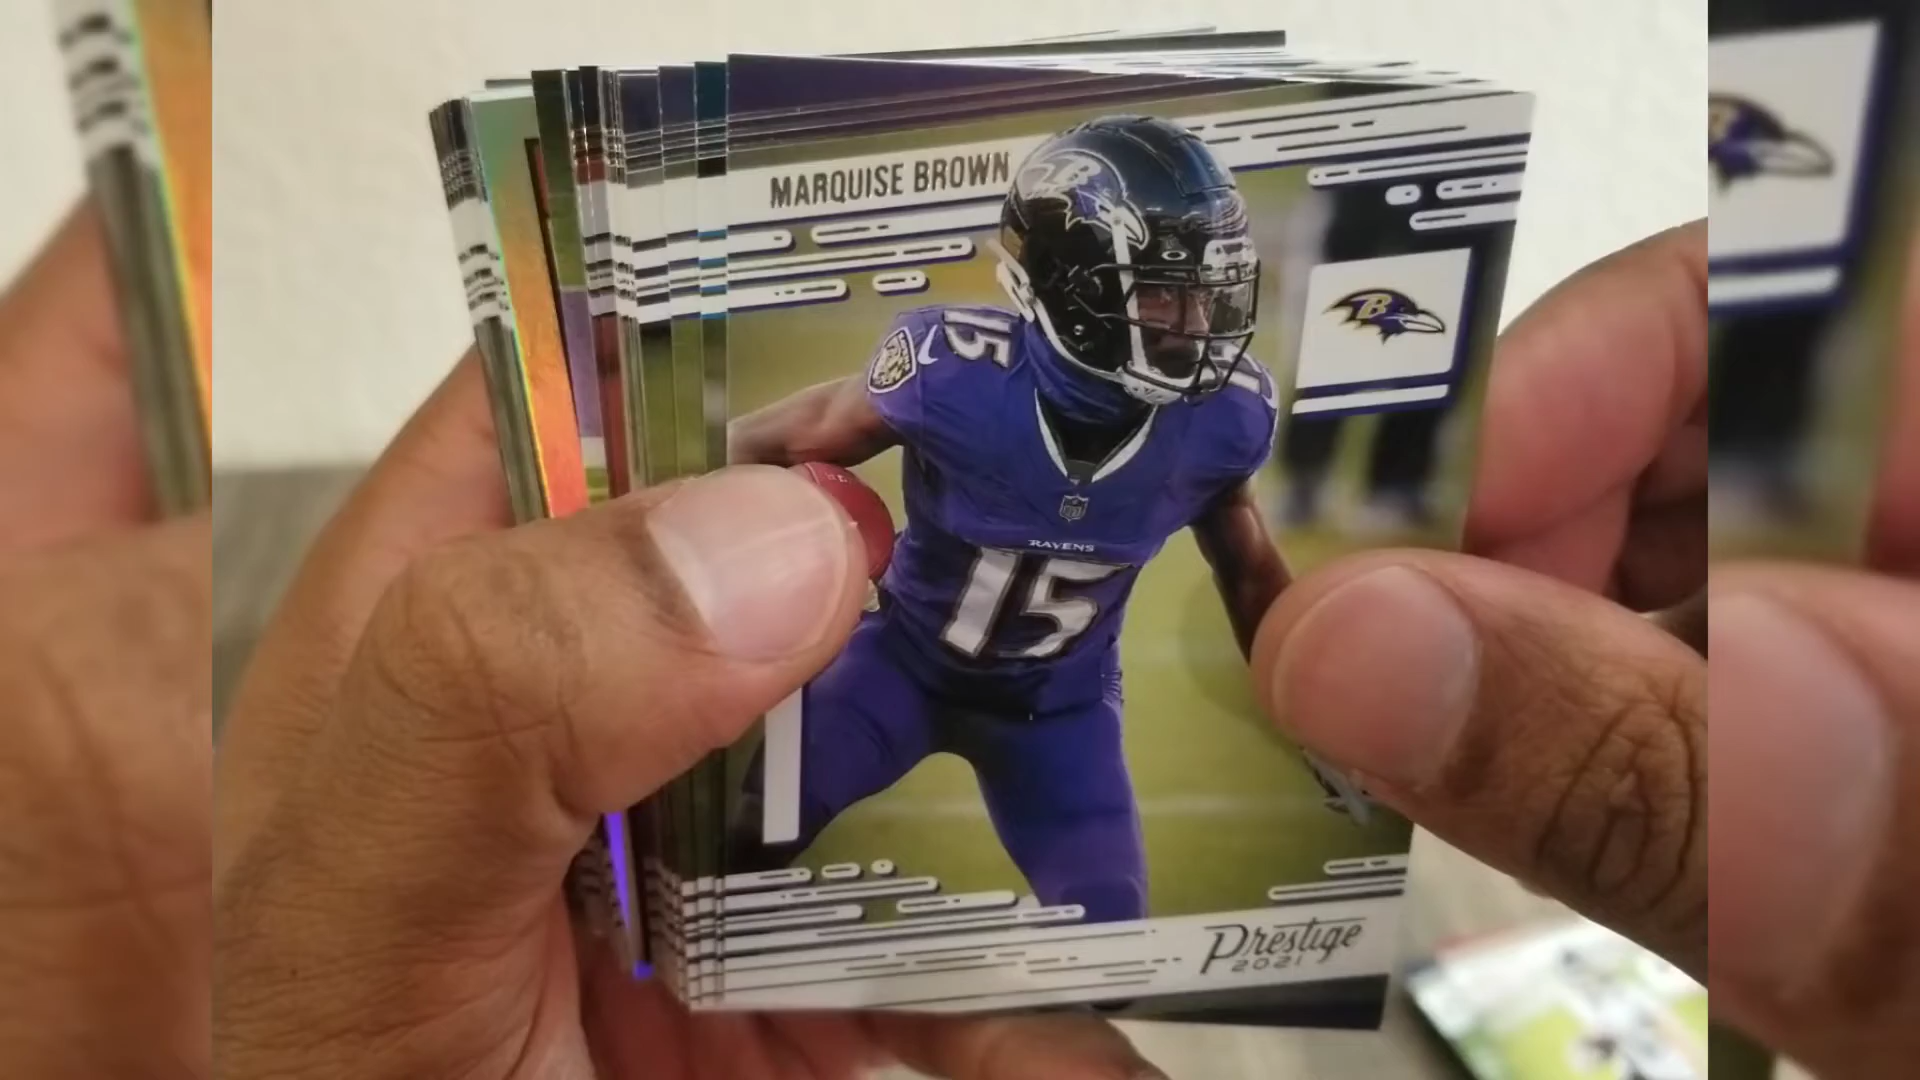 MARQUISE BROWN
B
B
15
RAVENS
15
Prestige
2021